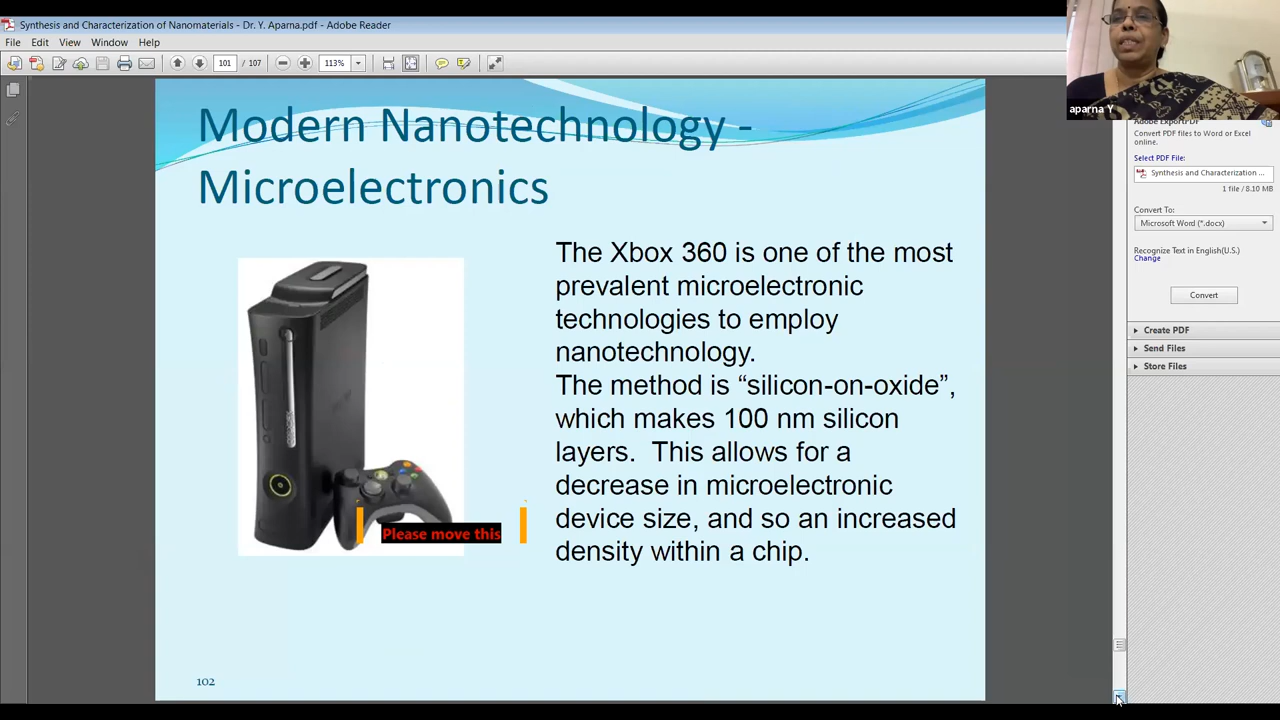 Synthesis and Characterization of Nanomaterials - Dr. Y. Aparna.pdf - Adobe Reader
File Edit View Window Help
101 / 107 113%
aparna Y
Adobe ExportPDF
Convert PDF files to Word or Excel
online.
Select PDF File:
Synthesis and Characterization ...
1 file / 8.10 MB
Convert To:
Microsoft Word (*.docx)
Recognize Text in English(U.S.)
Change
Convert
Create PDF
Send Files
Store Files
Modern Nanotechnology -
Microelectronics
The Xbox 360 is one of the most
prevalent microelectronic
technologies to employ
nanotechnology.
The method is “silicon-on-oxide”,
which makes 100 nm silicon
layers.  This allows for a
decrease in microelectronic
device size, and so an increased
density within a chip.
Please move this
102